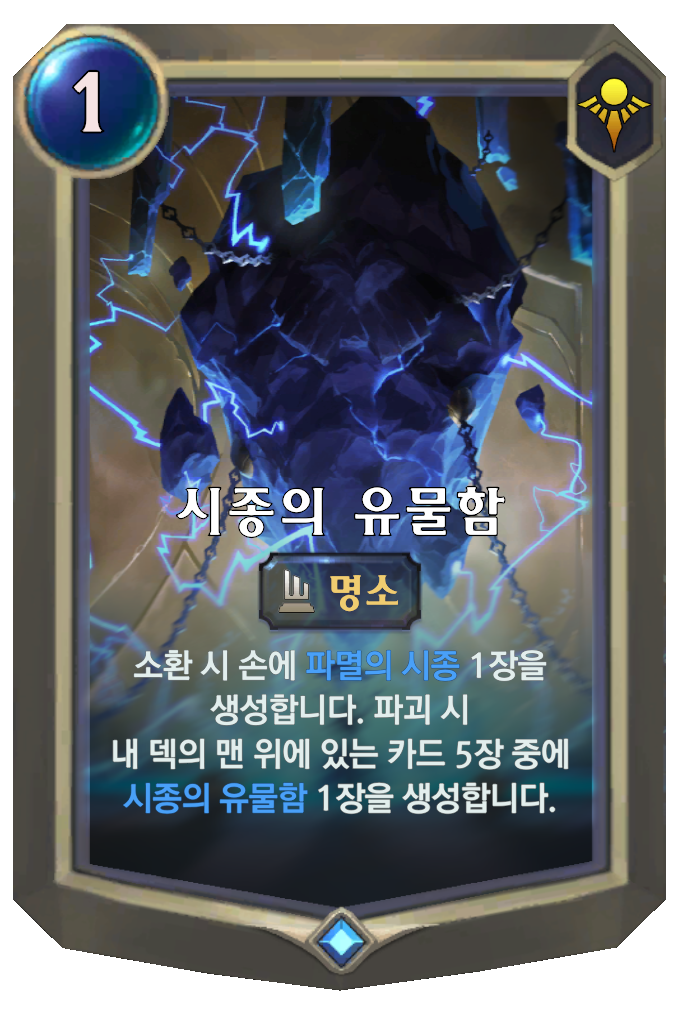 1
시종의 유물함
명소
소환 시 손에 파멸의 시종 1장을
생성합니다. 파괴 시
내 덱의 맨 위에 있는 카드 5장 중에
시종의 유물함 1장을 생성합니다.